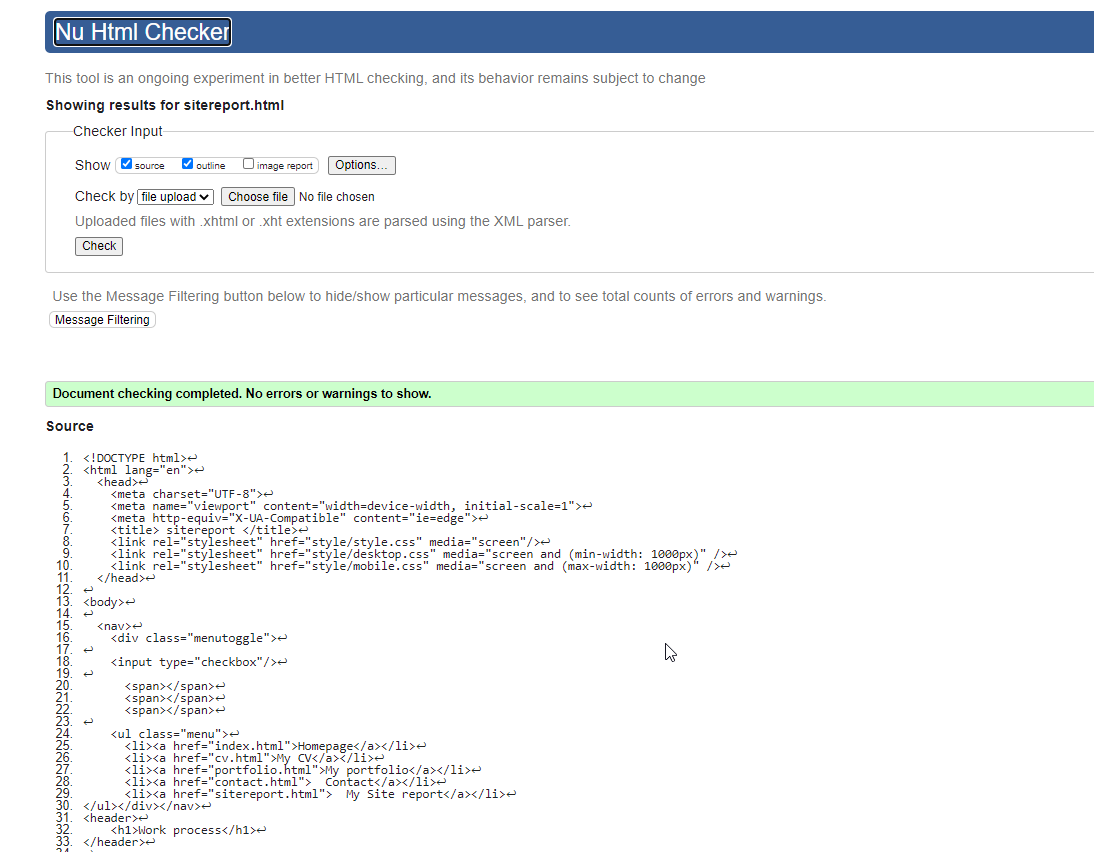 Nu Html Checker
This tool is an ongoing experiment in better HTML checking, and its behavior remains subject to change
Showing results for sitereport.html
Checker Input
Show source outline image report Options...
Check by file upload Choose file No file chosen
Uploaded files with .xhtml or .xht extensions are parsed using the XML parser.
Check
Use the Message Filtering button below to hide/show particular messages, and to see total counts of errors and warnings.
Message Filtering
Document checking completed. No errors or warnings to show.
Source
1. <!DOCTYPE html>↩
2. <html lang="en">↩
3. <head>↩
4. <meta charset="UTF-8">↩
5. <meta name="viewport" content="width=device-width, initial-scale=1">↩
6. <meta http-equiv="X-UA-Compatible" content="ie=edge">↩
7. <title> sitereport </title>↩
8. <link rel="stylesheet" href="style/style.css" media="screen"/>↩
9. <link rel="stylesheet" href="style/desktop.css" media="screen and (min-width: 1000px)" />↩
10. <link rel="stylesheet" href="style/mobile.css" media="screen and (max-width: 1000px)" />↩
11. </head>↩
12. ↩
13. <body>↩
14. ↩
15. <nav>↩
16. <div class="menutoggle">↩
17. ↩
18. <input type="checkbox"/>↩
19. ↩
20. <span></span>↩
21. <span></span>↩
22. <span></span>↩
23. ↩
24. <ul class="menu">↩
25. <li><a href="index.html">Homepage</a></li>↩
26. <li><a href="cv.html">My CV</a></li>↩
27. <li><a href="portfolio.html">My portfolio</a></li>↩
28. <li><a href="contact.html">  Contact</a></li>↩
29. <li><a href="sitereport.html">  My Site report</a></li>↩
30. </ul></div></nav>↩
31. <header>↩
32. <h1>Work process</h1>↩
33. </header>↩